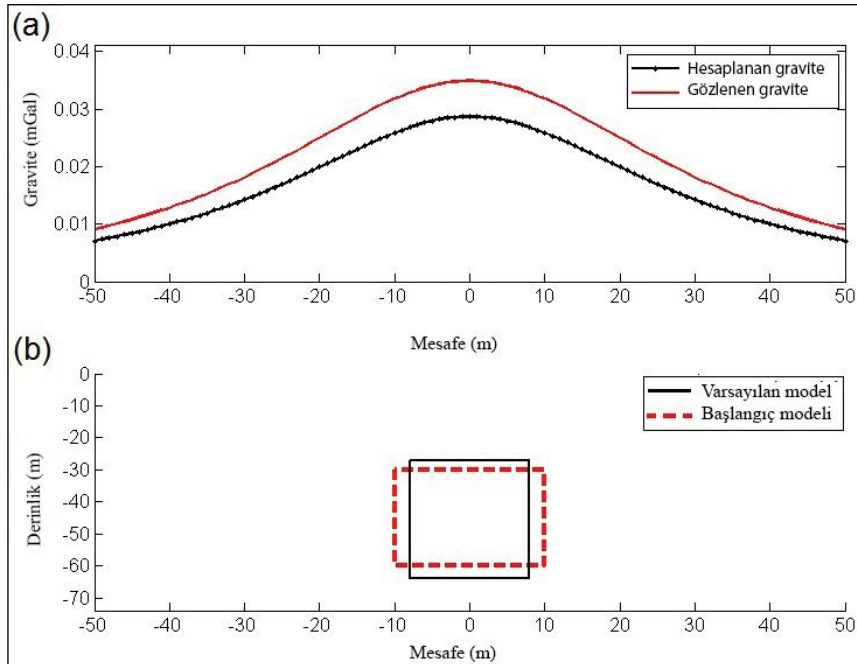 (a)
0.04
0.03
0.02
0.01
0
Gravite (mGal)
Hesaplanan gravite
Gözlenen gravite
-50 -40 -30 -20 -10 0 10 20 30 40 50
Mesafe (m)
(b)
0
-10
-20
-30
-40
-50
-60
-70
Derinlik (m)
Varsayılan model
Başlangıç modeli
-50 -40 -30 -20 -10 0 10 20 30 40 50
Mesafe (m)